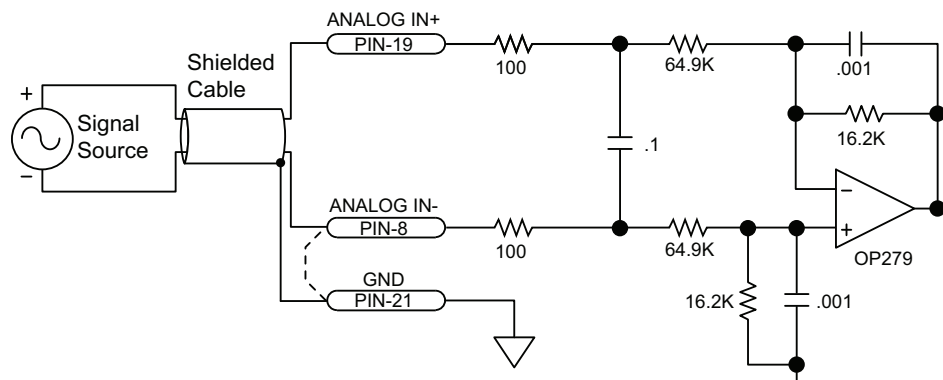 ANALOG IN+
PIN-19
100
64.9K
.001
16.2K
Shielded
Cable
+
Signal
Source
−
.1
ANALOG IN-
PIN-8
100
64.9K
−
+
OP279
GND
PIN-21
16.2K
.001